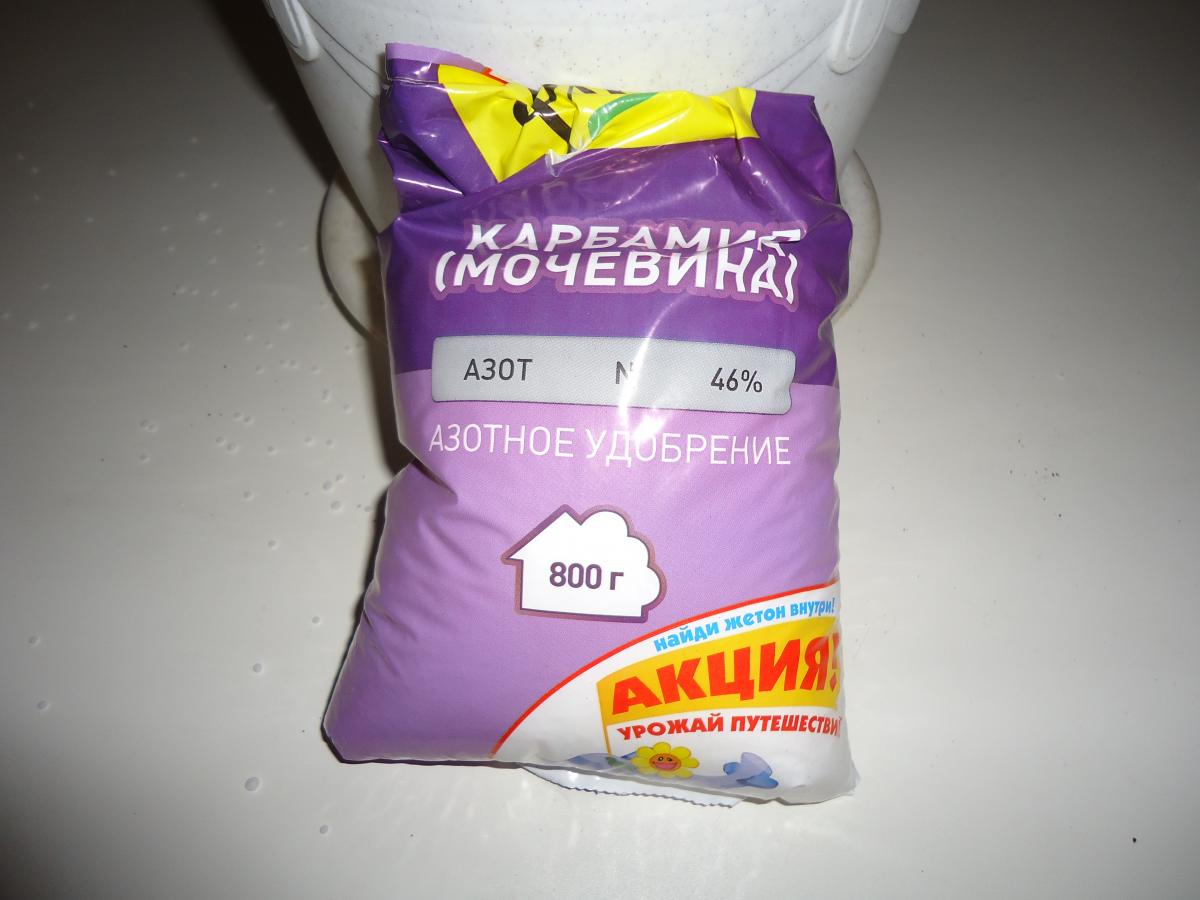 КАРБАМИД
(МОЧЕВИНА)
АЗОТ N 46%
АЗОТНОЕ УДОБРЕНИЕ
800 г
найди жетон внутри!
АКЦИЯ!
УРОЖАЙ ПУТЕШЕСТВИЙ